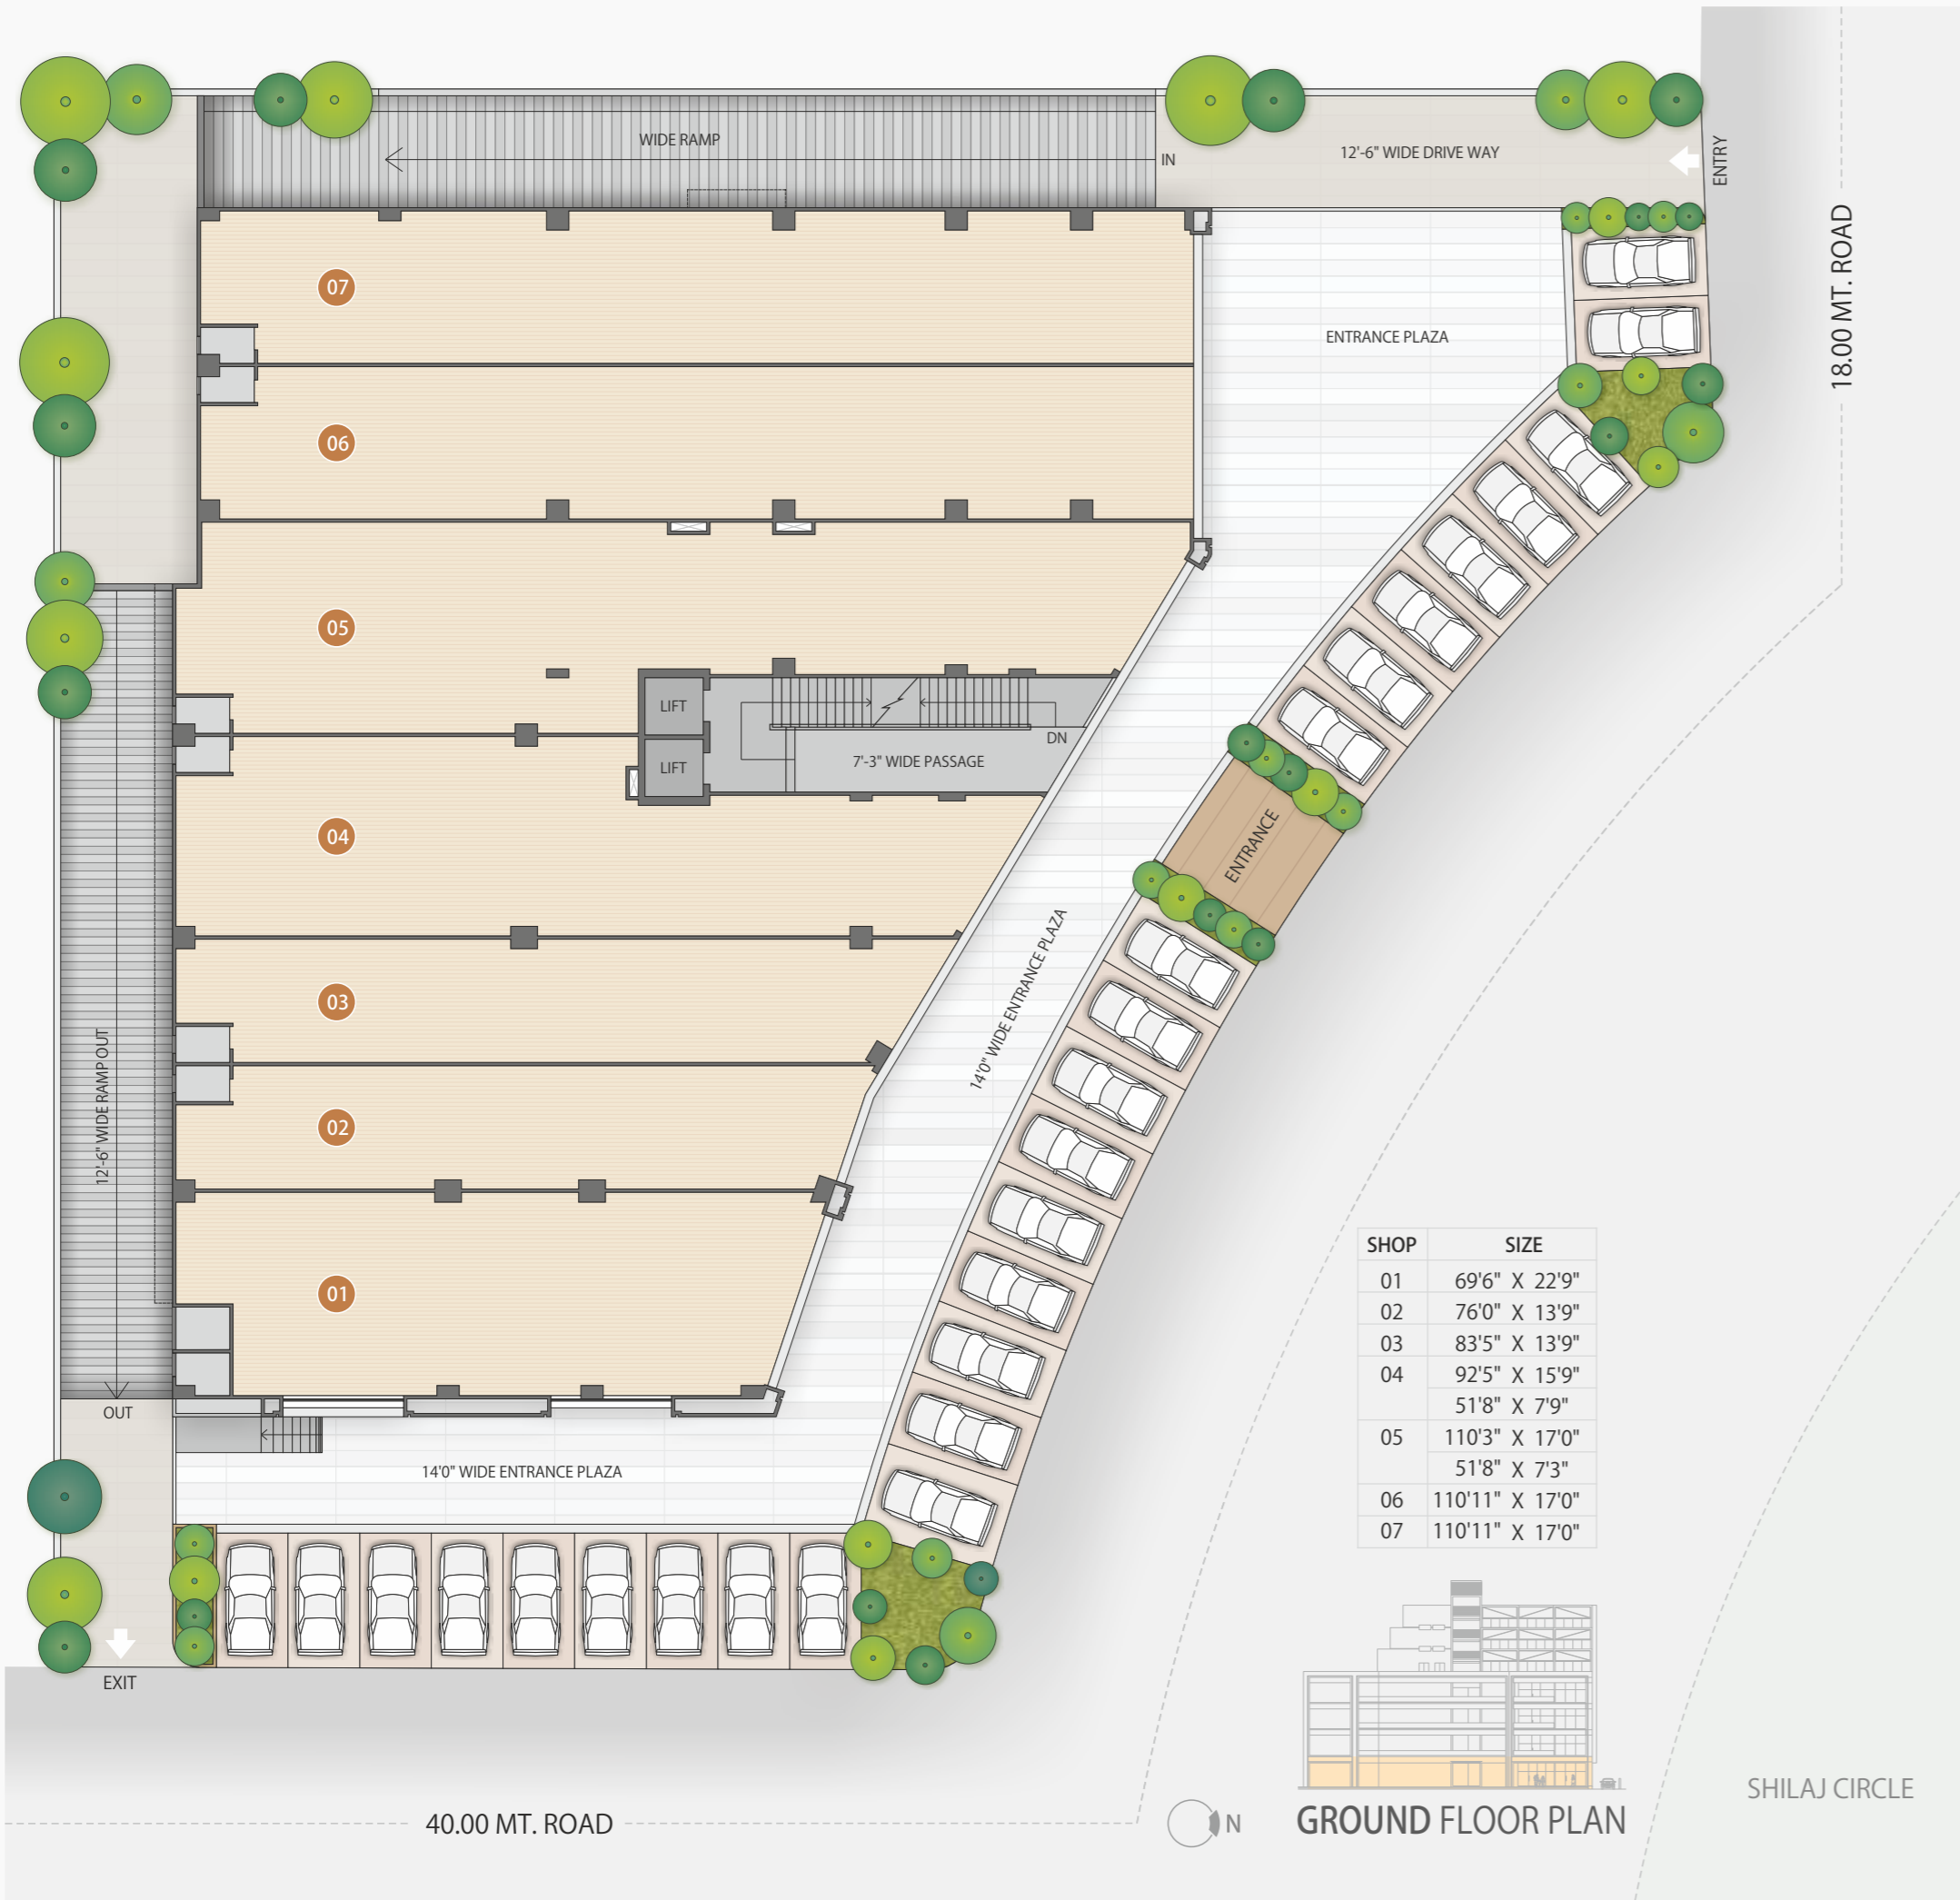 WIDE RAMP
IN
12'-6" WIDE DRIVE WAY
ENTRY
18.00 MT. ROAD
07
ENTRANCE PLAZA
06
05
LIFT
DN
LIFT
7'-3" WIDE PASSAGE
04
ENTRANCE
03
14'0" WIDE ENTRANCE PLAZA
12'-6" WIDE RAMP OUT
02
01
OUT
14'0" WIDE ENTRANCE PLAZA
EXIT
SHOP SIZE
01 69'6" X 22'9"
02 76'0" X 13'9"
03 83'5" X 13'9"
04 92'5" X 15'9"
51'8" X 7'9"
05 110'3" X 17'0"
51'8" X 7'3"
06 110'11" X 17'0"
07 110'11" X 17'0"
SHILAJ CIRCLE
40.00 MT. ROAD
N
GROUND FLOOR PLAN